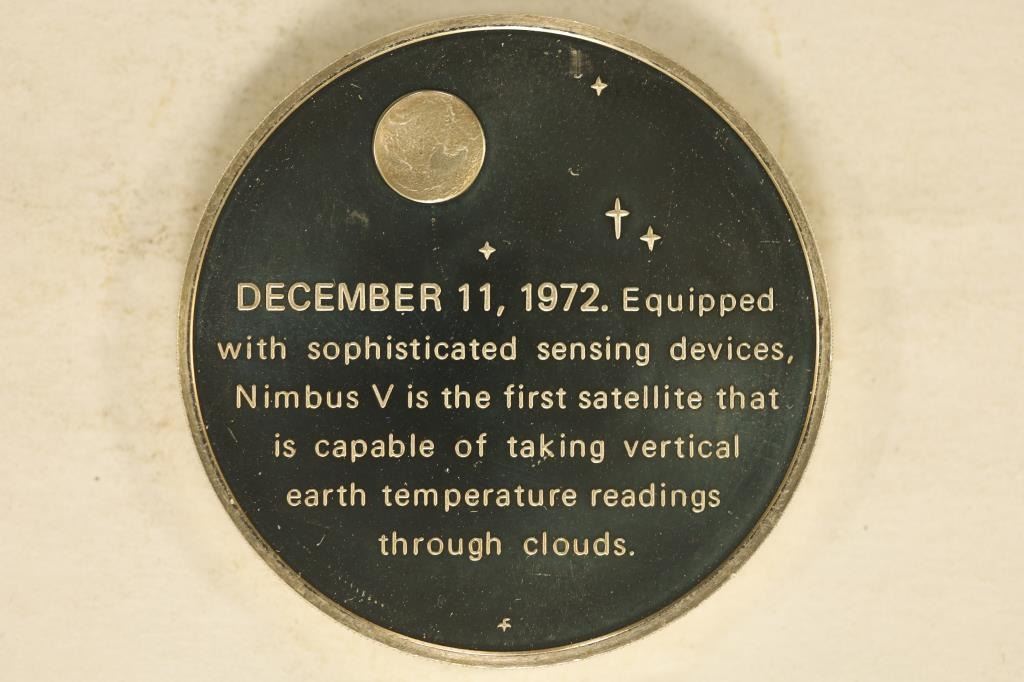 DECEMBER 11, 1972. Equipped
with sophisticated sensing devices,
Nimbus V is the first satellite that
is capable of taking vertical
earth temperature readings
through clouds.